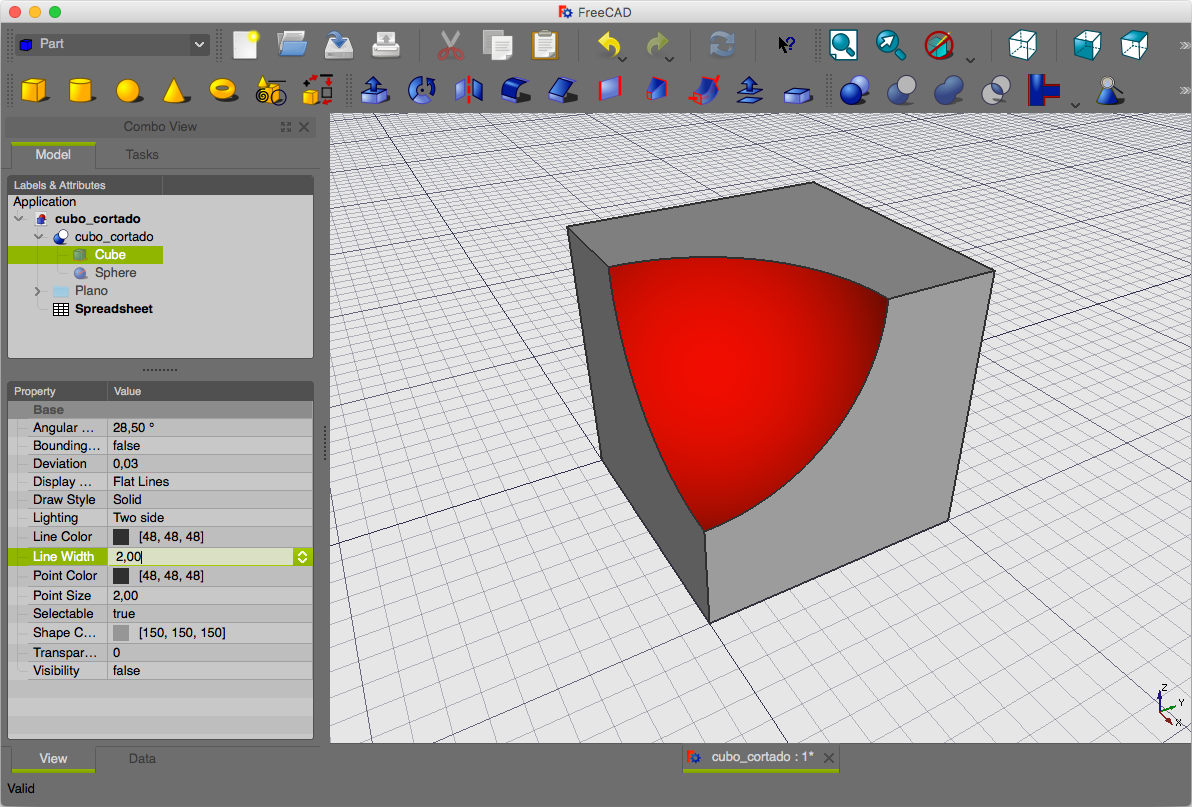 FreeCAD
Part
Combo View
Model Tasks
Labels & Attributes
Application
cubo_cortado
cubo_cortado
Cube
Sphere
Plano
Spreadsheet
Property Value
Base
Angular ... 28,50 °
Bounding... false
Deviation 0,03
Display ... Flat Lines
Draw Style Solid
Lighting Two side
Line Color [48, 48, 48]
Line Width 2,00
Point Color [48, 48, 48]
Point Size 2,00
Selectable true
Shape C... [150, 150, 150]
Transpar... 0
Visibility false
Z
Y
X
View Data
cubo_cortado : 1*
Valid